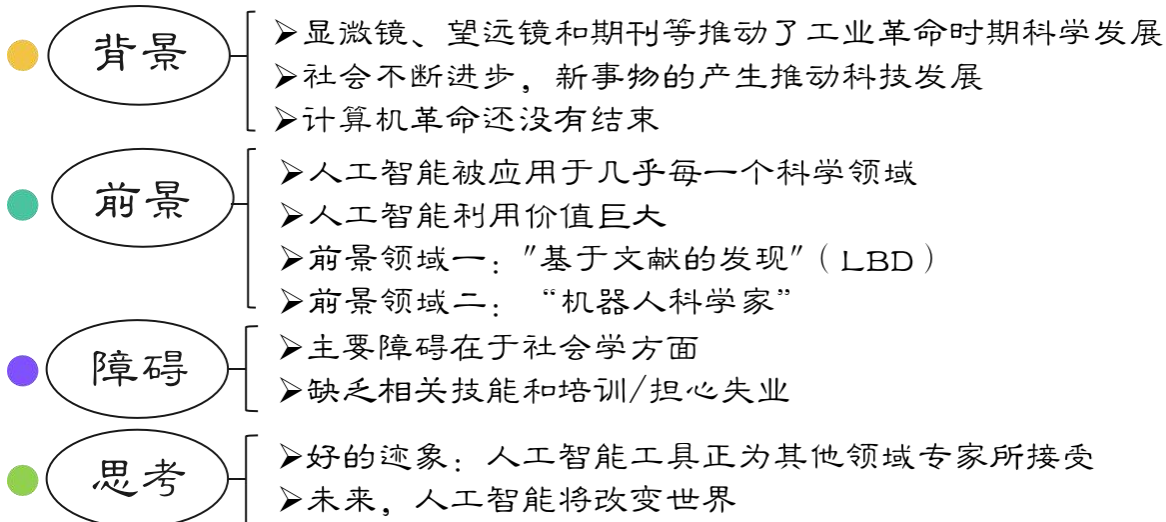 背景
➢显微镜、望远镜和期刊等推动了工业革命时期科学发展
➢社会不断进步，新事物的产生推动科技发展
➢计算机革命还没有结束
前景
➢人工智能被应用于几乎每一个科学领域
➢人工智能利用价值巨大
➢前景领域一："基于文献的发现"（LBD）
➢前景领域二：“机器人科学家”
障碍
➢主要障碍在于社会学方面
➢缺乏相关技能和培训/担心失业
思考
➢好的迹象：人工智能工具正为其他领域专家所接受
➢未来，人工智能将改变世界